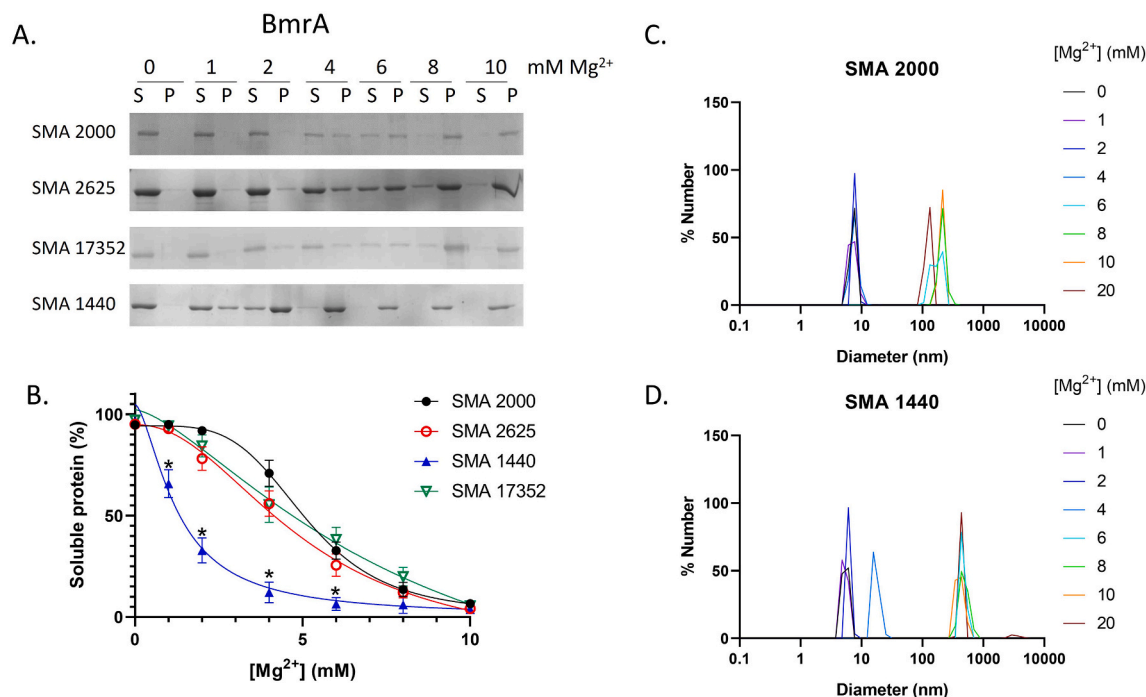 A.
BmrA
0 1 2 4 6 8 10 mM Mg²⁺
S P S P S P S P S P S P S P
SMA 2000
SMA 2625
SMA 17352
SMA 1440
B.
SMA 2000
SMA 2625
SMA 1440
SMA 17352
100
50
0
Soluble protein (%)
* * * *
0 5 10
[Mg²⁺] (mM)
C.
SMA 2000
[Mg²⁺] (mM)
0
1
2
4
6
8
10
20
150
100
50
0
% Number
0.1 1 10 100 1000 10000
Diameter (nm)
D.
SMA 1440
[Mg²⁺] (mM)
0
1
2
4
6
8
10
20
150
100
50
0
% Number
0.1 1 10 100 1000 10000
Diameter (nm)